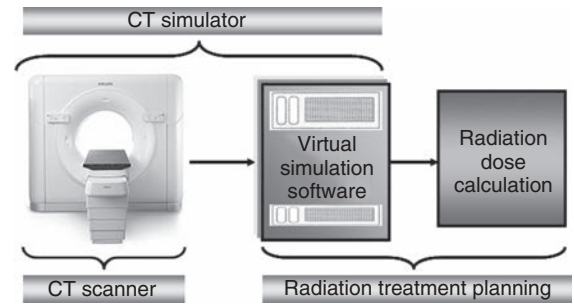 CT simulator
Virtual
simulation
software
Radiation
dose
calculation
CT scanner
Radiation treatment planning